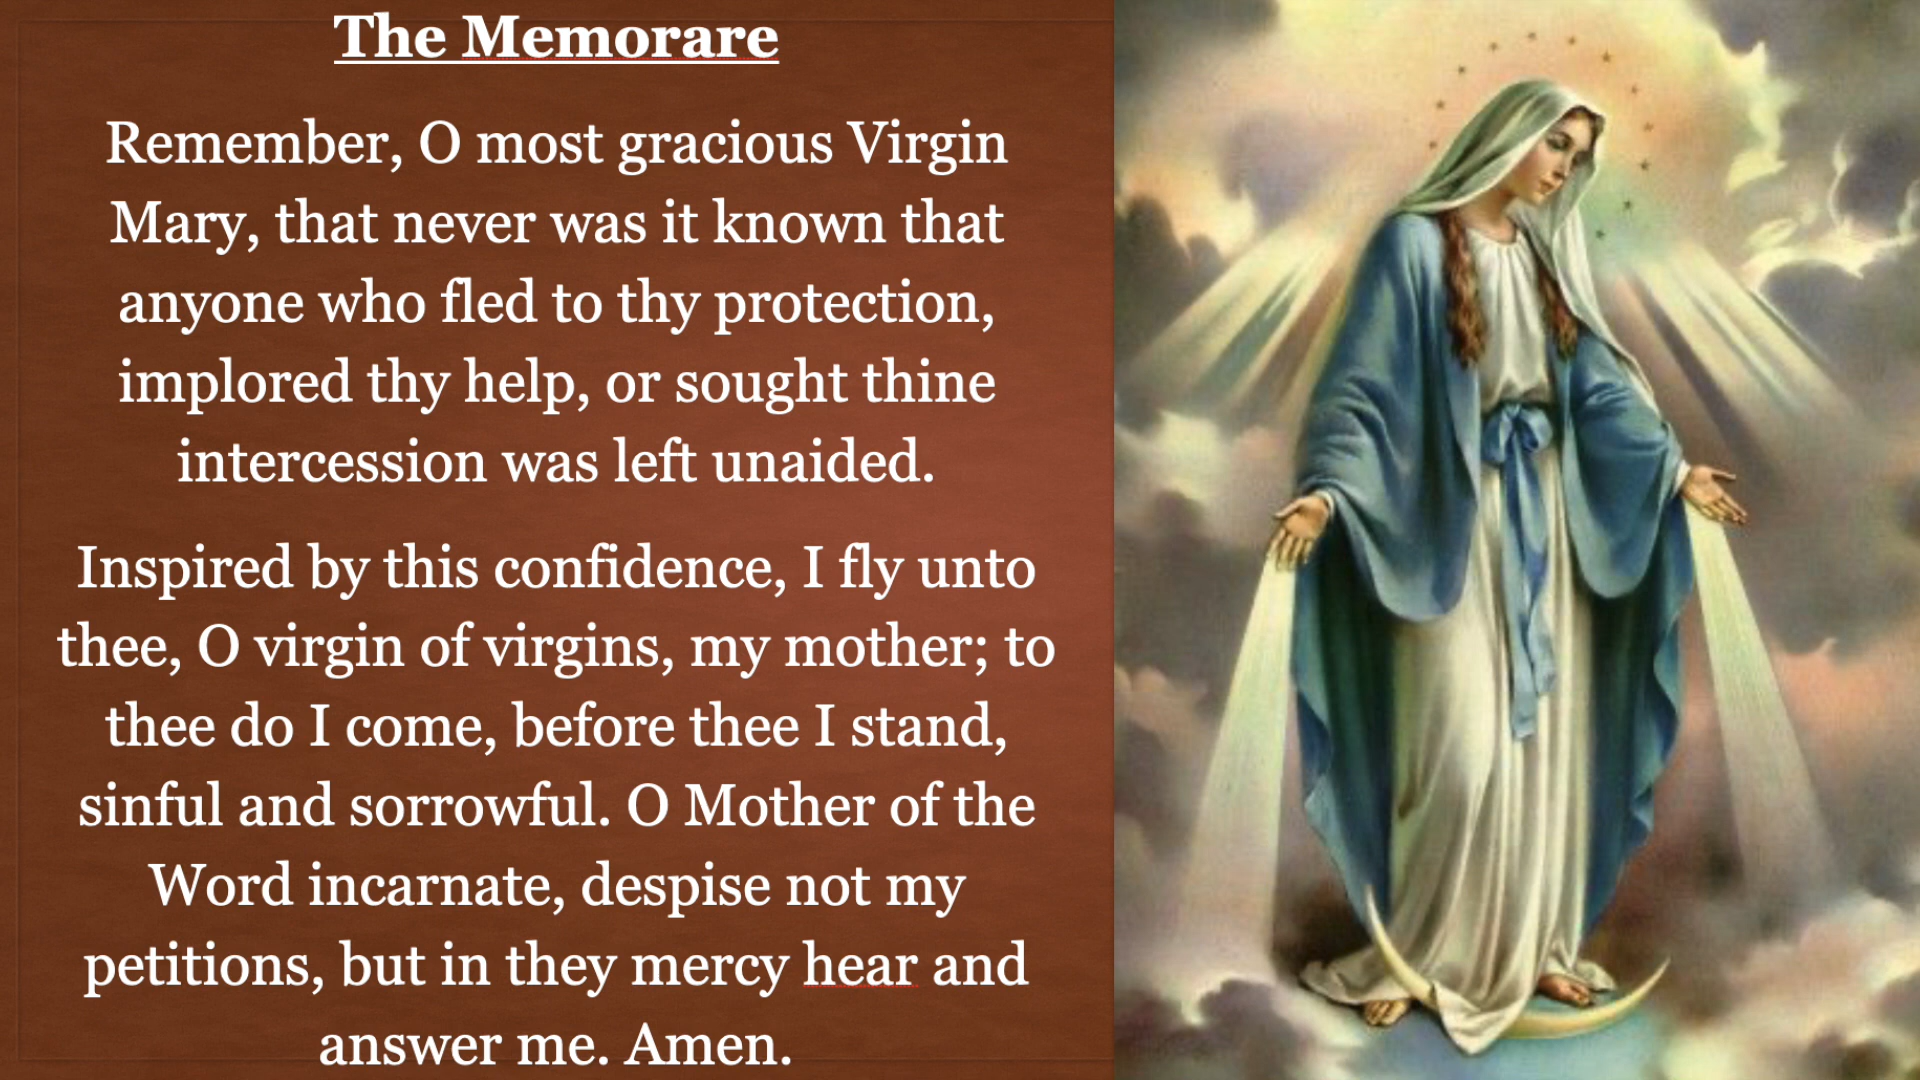 The Memorare
Remember, O most gracious Virgin
Mary, that never was it known that
anyone who fled to thy protection,
implored thy help, or sought thine
intercession was left unaided.
Inspired by this confidence, I fly unto
thee, O virgin of virgins, my mother; to
thee do I come, before thee I stand,
sinful and sorrowful. O Mother of the
Word incarnate, despise not my
petitions, but in they mercy hear and
answer me. Amen.